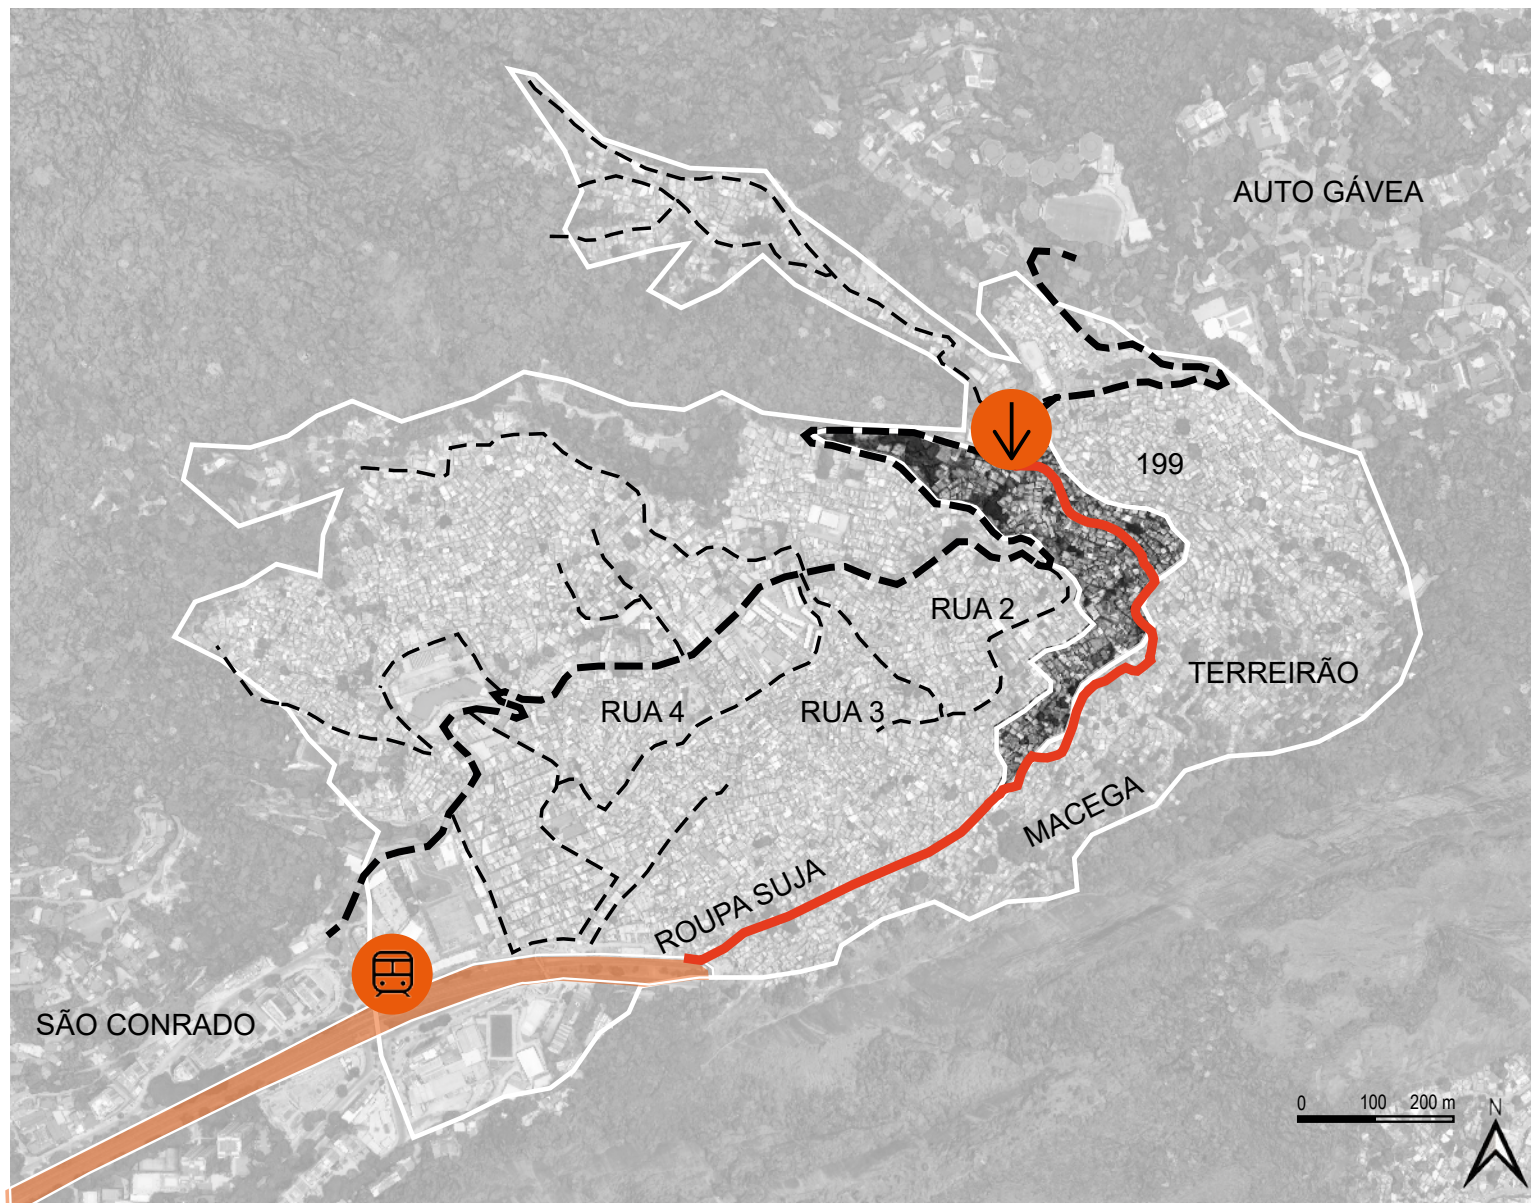 AUTO GÁVEA
199
RUA 2
TERREIRÃO
RUA 4
RUA 3
MACEGA
ROUPA SUJA
SÃO CONRADO
0 100 200 m
N